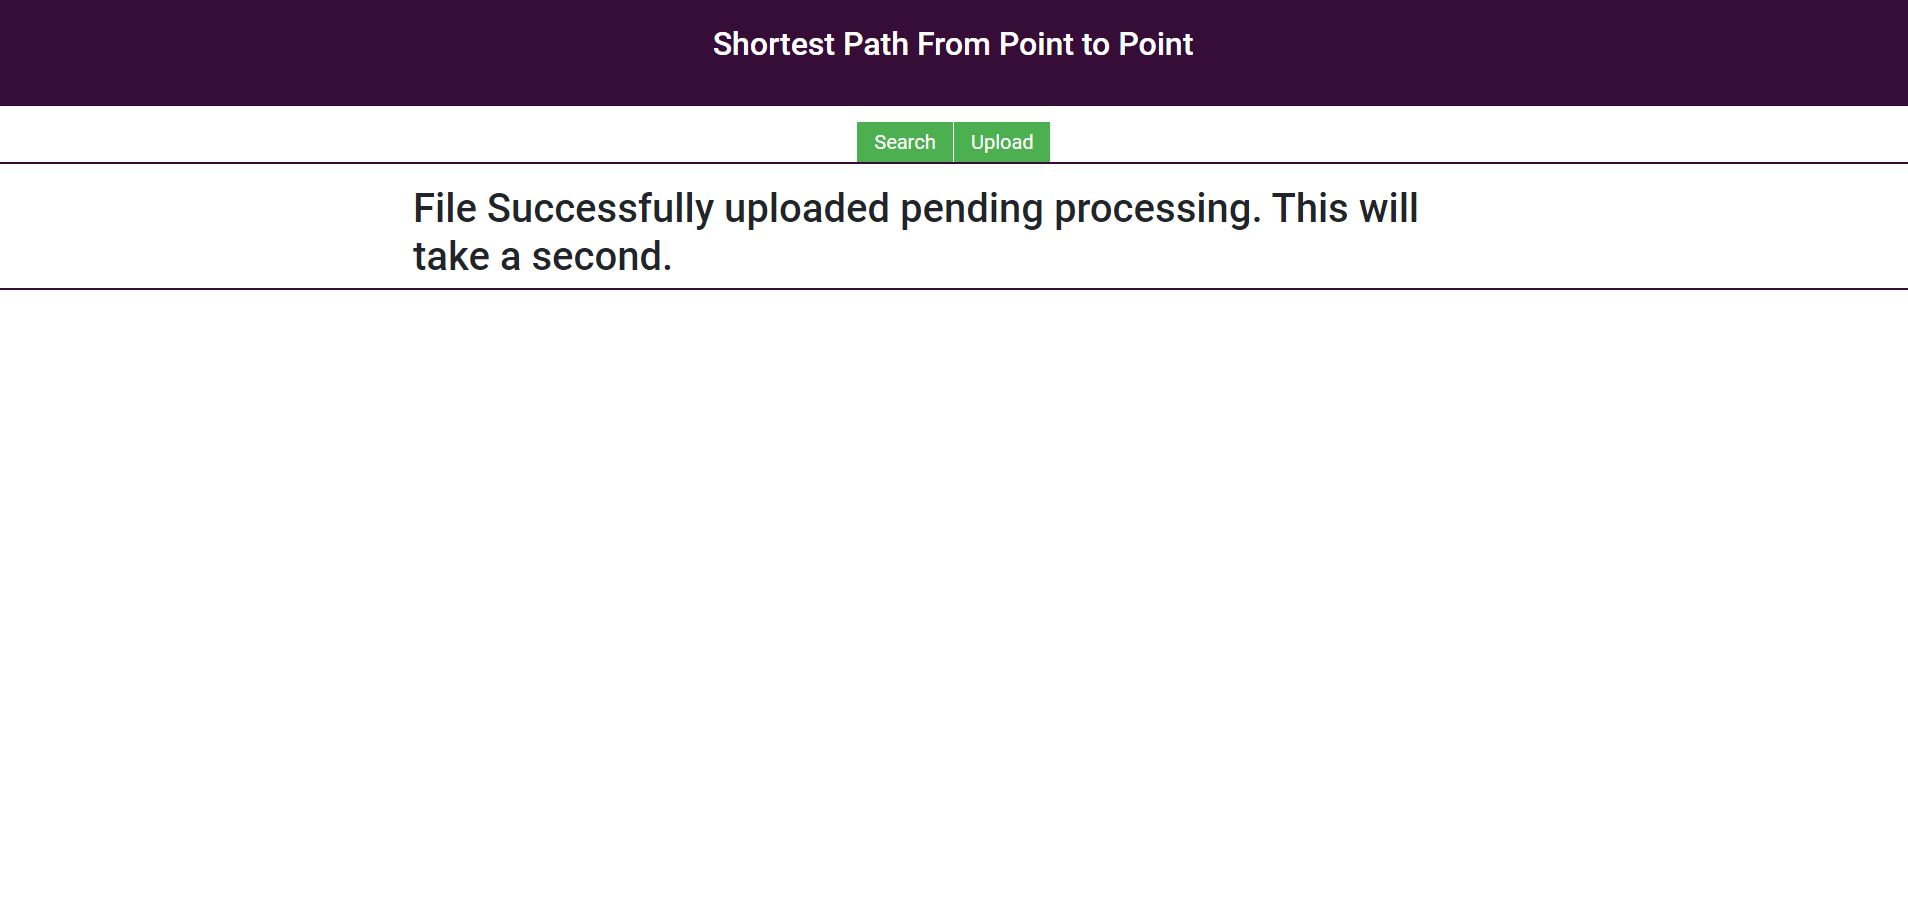 Shortest Path From Point to Point
Search Upload
File Successfully uploaded pending processing. This will
take a second.